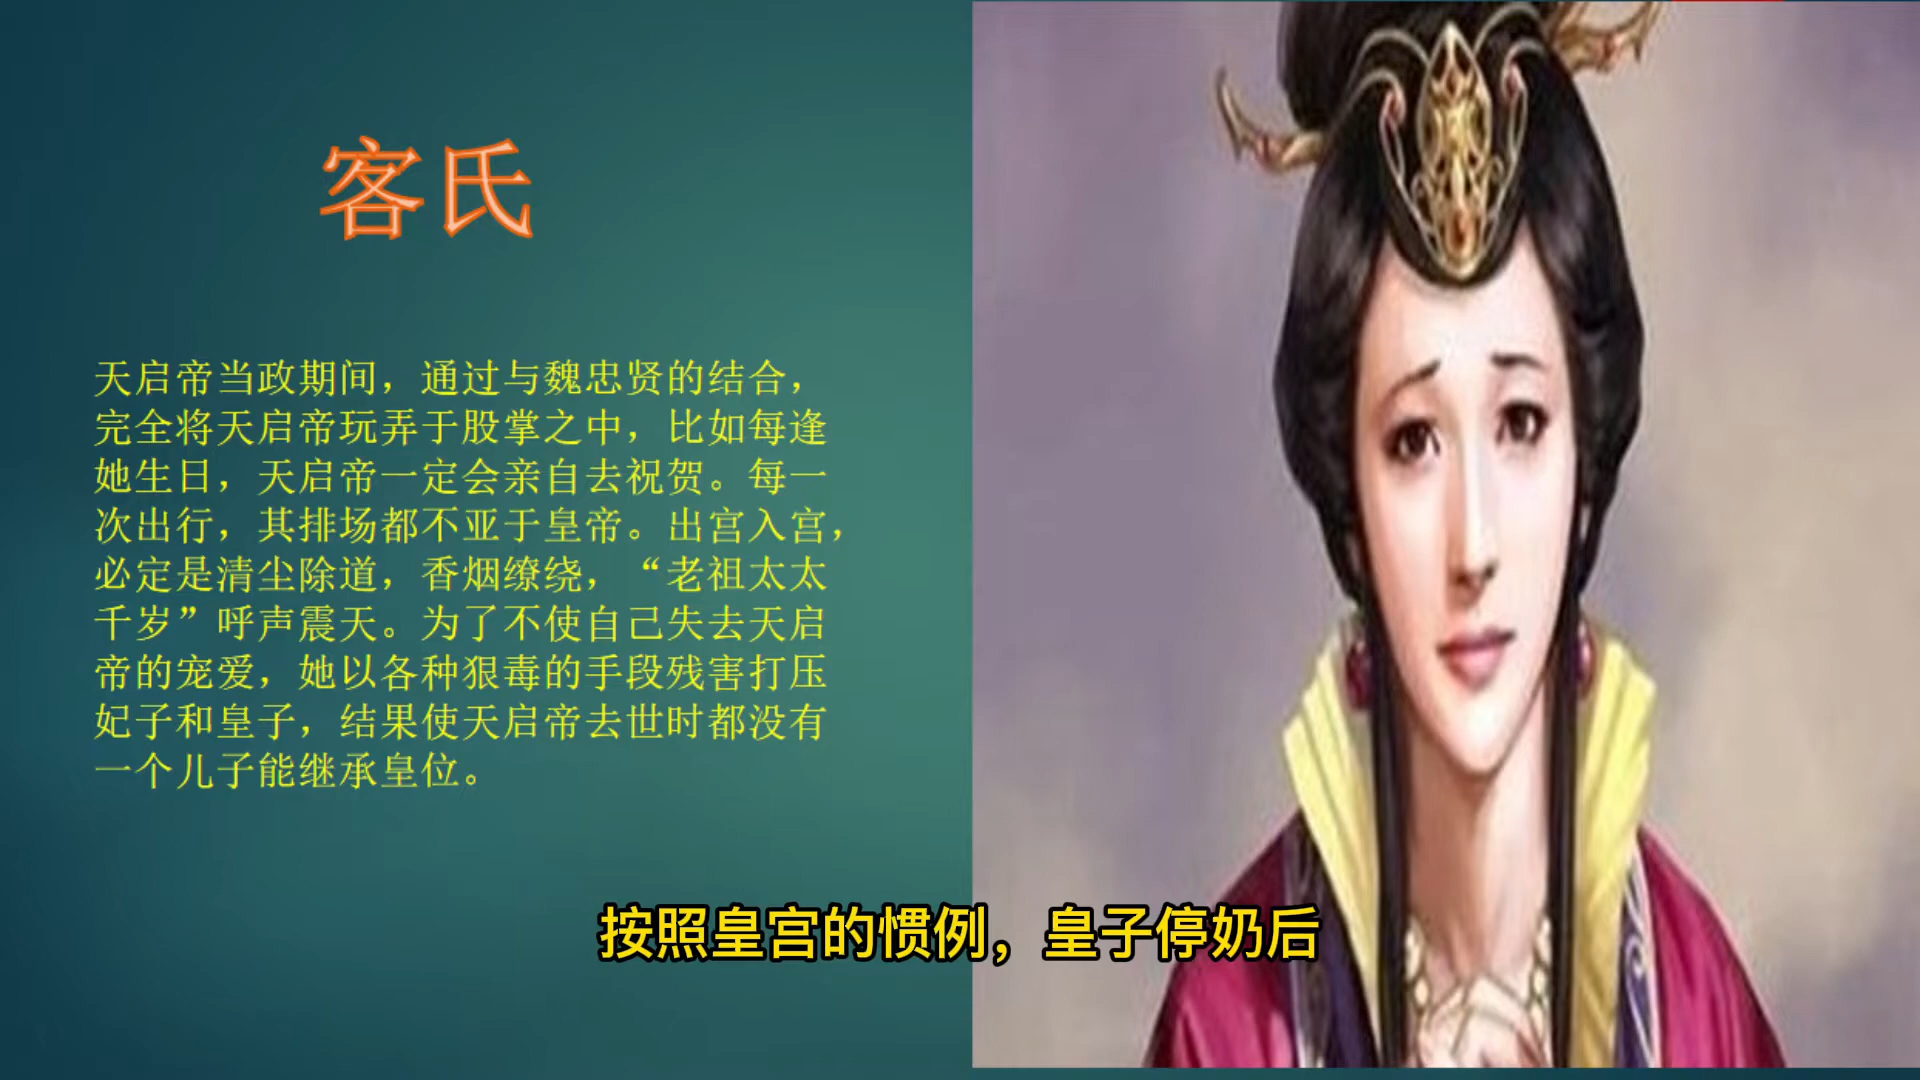 客氏
天启帝当政期间，通过与魏忠贤的结合，
完全将天启帝玩弄于股掌之中，比如每逢
她生日，天启帝一定会亲自去祝贺。每一
次出行，其排场都不亚于皇帝。出宫入宫，
必定是清尘除道，香烟缭绕，“老祖太太
千岁”呼声震天。为了不使自己失去天启
帝的宠爱，她以各种狠毒的手段残害打压
妃子和皇子，结果使天启帝去世时都没有
一个儿子能继承皇位。
按照皇宫的惯例，皇子停奶后